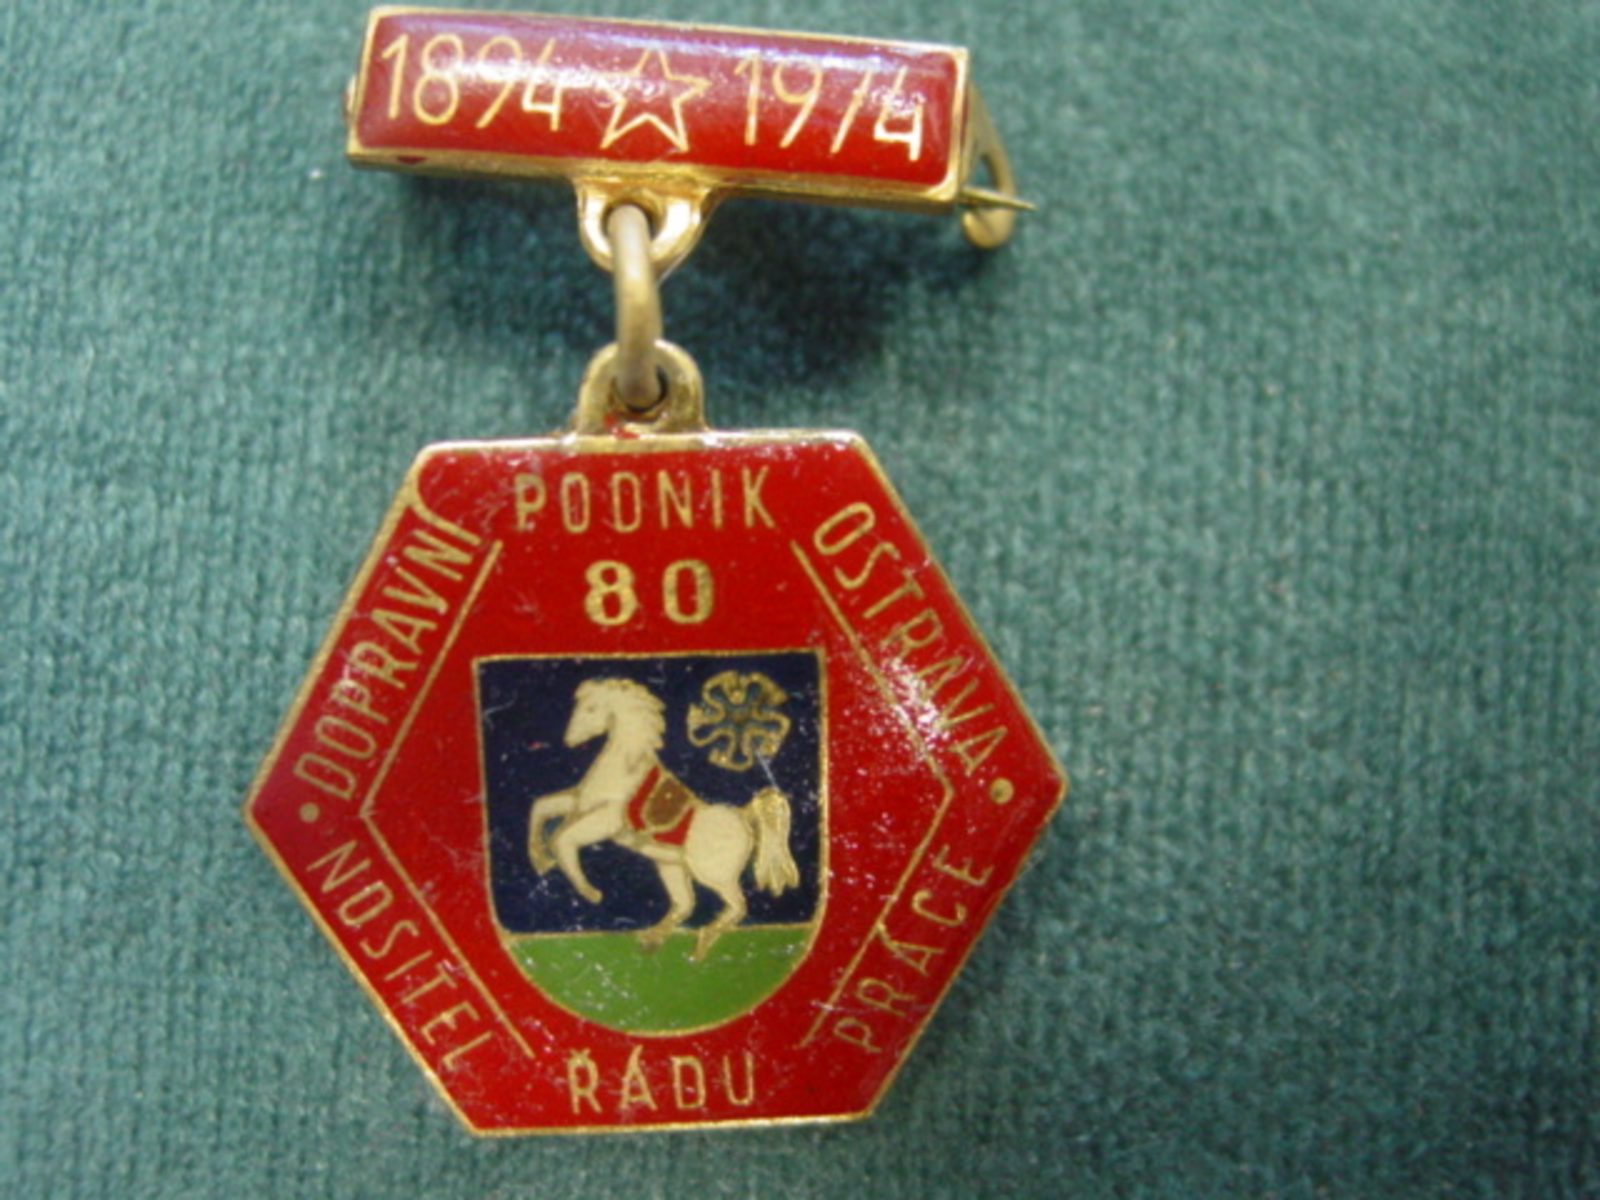 1894 1974
DOPRAVNÍ PODNIK OSTRAVA
80
NOSITEL ŘÁDU PRÁCE